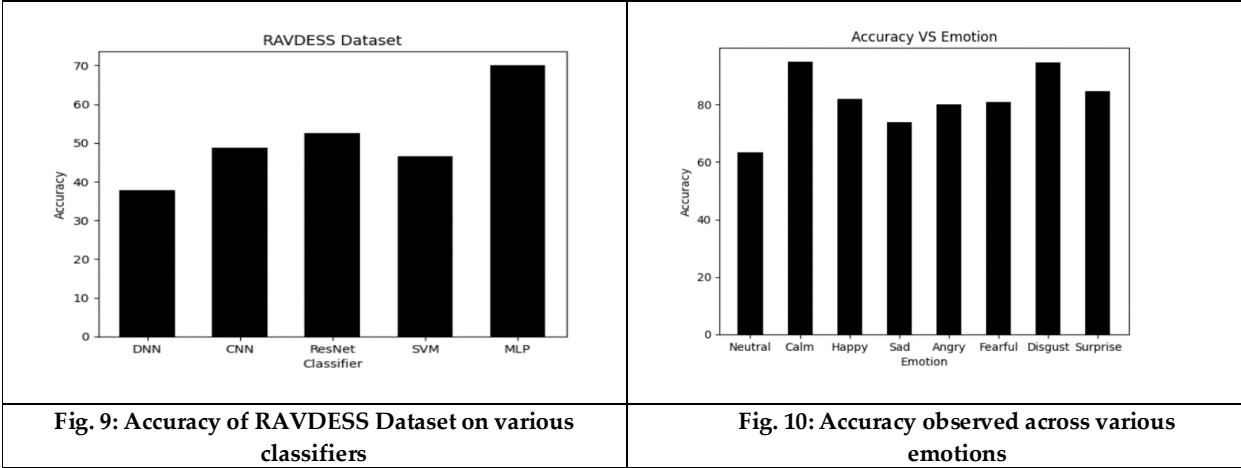 RAVDESS Dataset
70
60
50
40
30
20
10
0
Accuracy
DNN CNN ResNet SVM MLP
Classifier
Accuracy VS Emotion
80
60
40
20
0
Accuracy
Neutral Calm Happy Sad Angry Fearful Disgust Surprise
Emotion
Fig. 9: Accuracy of RAVDESS Dataset on various
classifiers
Fig. 10: Accuracy observed across various
emotions